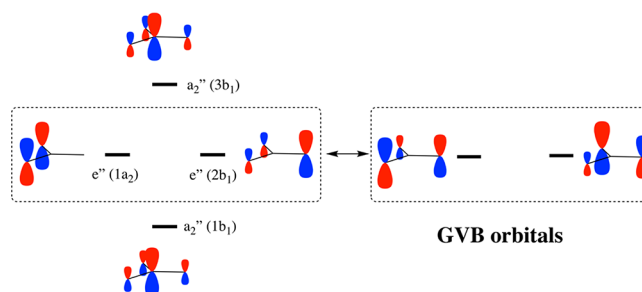 a₂'' (3b₁)
e'' (1a₂) e'' (2b₁)
a₂'' (1b₁)
GVB orbitals